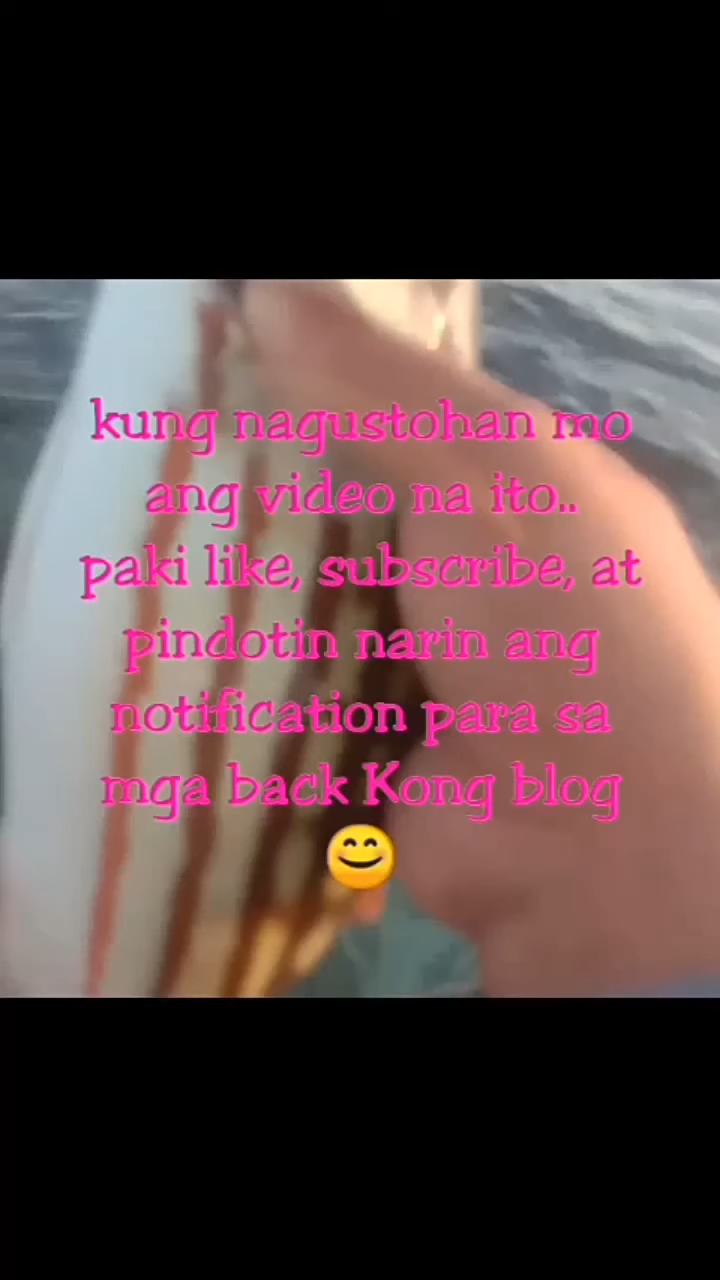 kung nagustohan mo
ang video na ito..
paki like, subscribe, at
pindotin narin ang
notification para sa
mga back Kong blog
😊